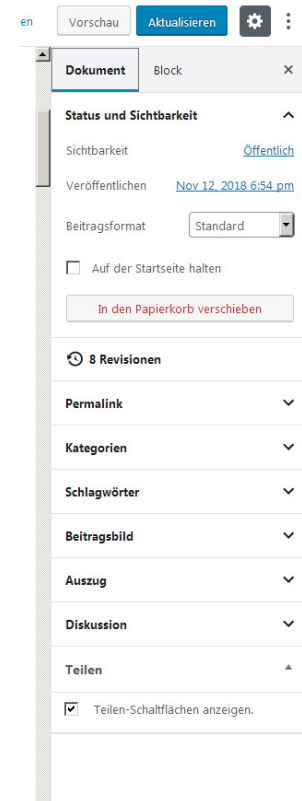 en Vorschau Aktualisieren
Dokument Block
Status und Sichtbarkeit
Sichtbarkeit Öffentlich
Veröffentlichen Nov 12, 2018 6:54 pm
Beitragsformat Standard
Auf der Startseite halten
In den Papierkorb verschieben
8 Revisionen
Permalink
Kategorien
Schlagwörter
Beitragsbild
Auszug
Diskussion
Teilen
Teilen-Schaltflächen anzeigen.